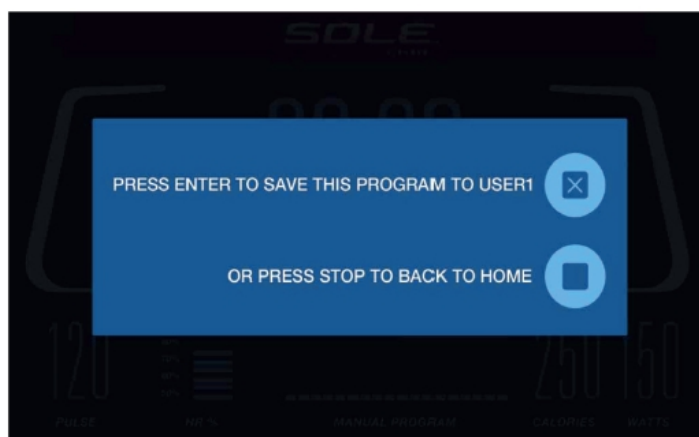 SOLE
PRESS ENTER TO SAVE THIS PROGRAM TO USER1
OR PRESS STOP TO BACK TO HOME
120
250 150
PULSE HR % MANUAL PROGRAM CALORIES WATTS